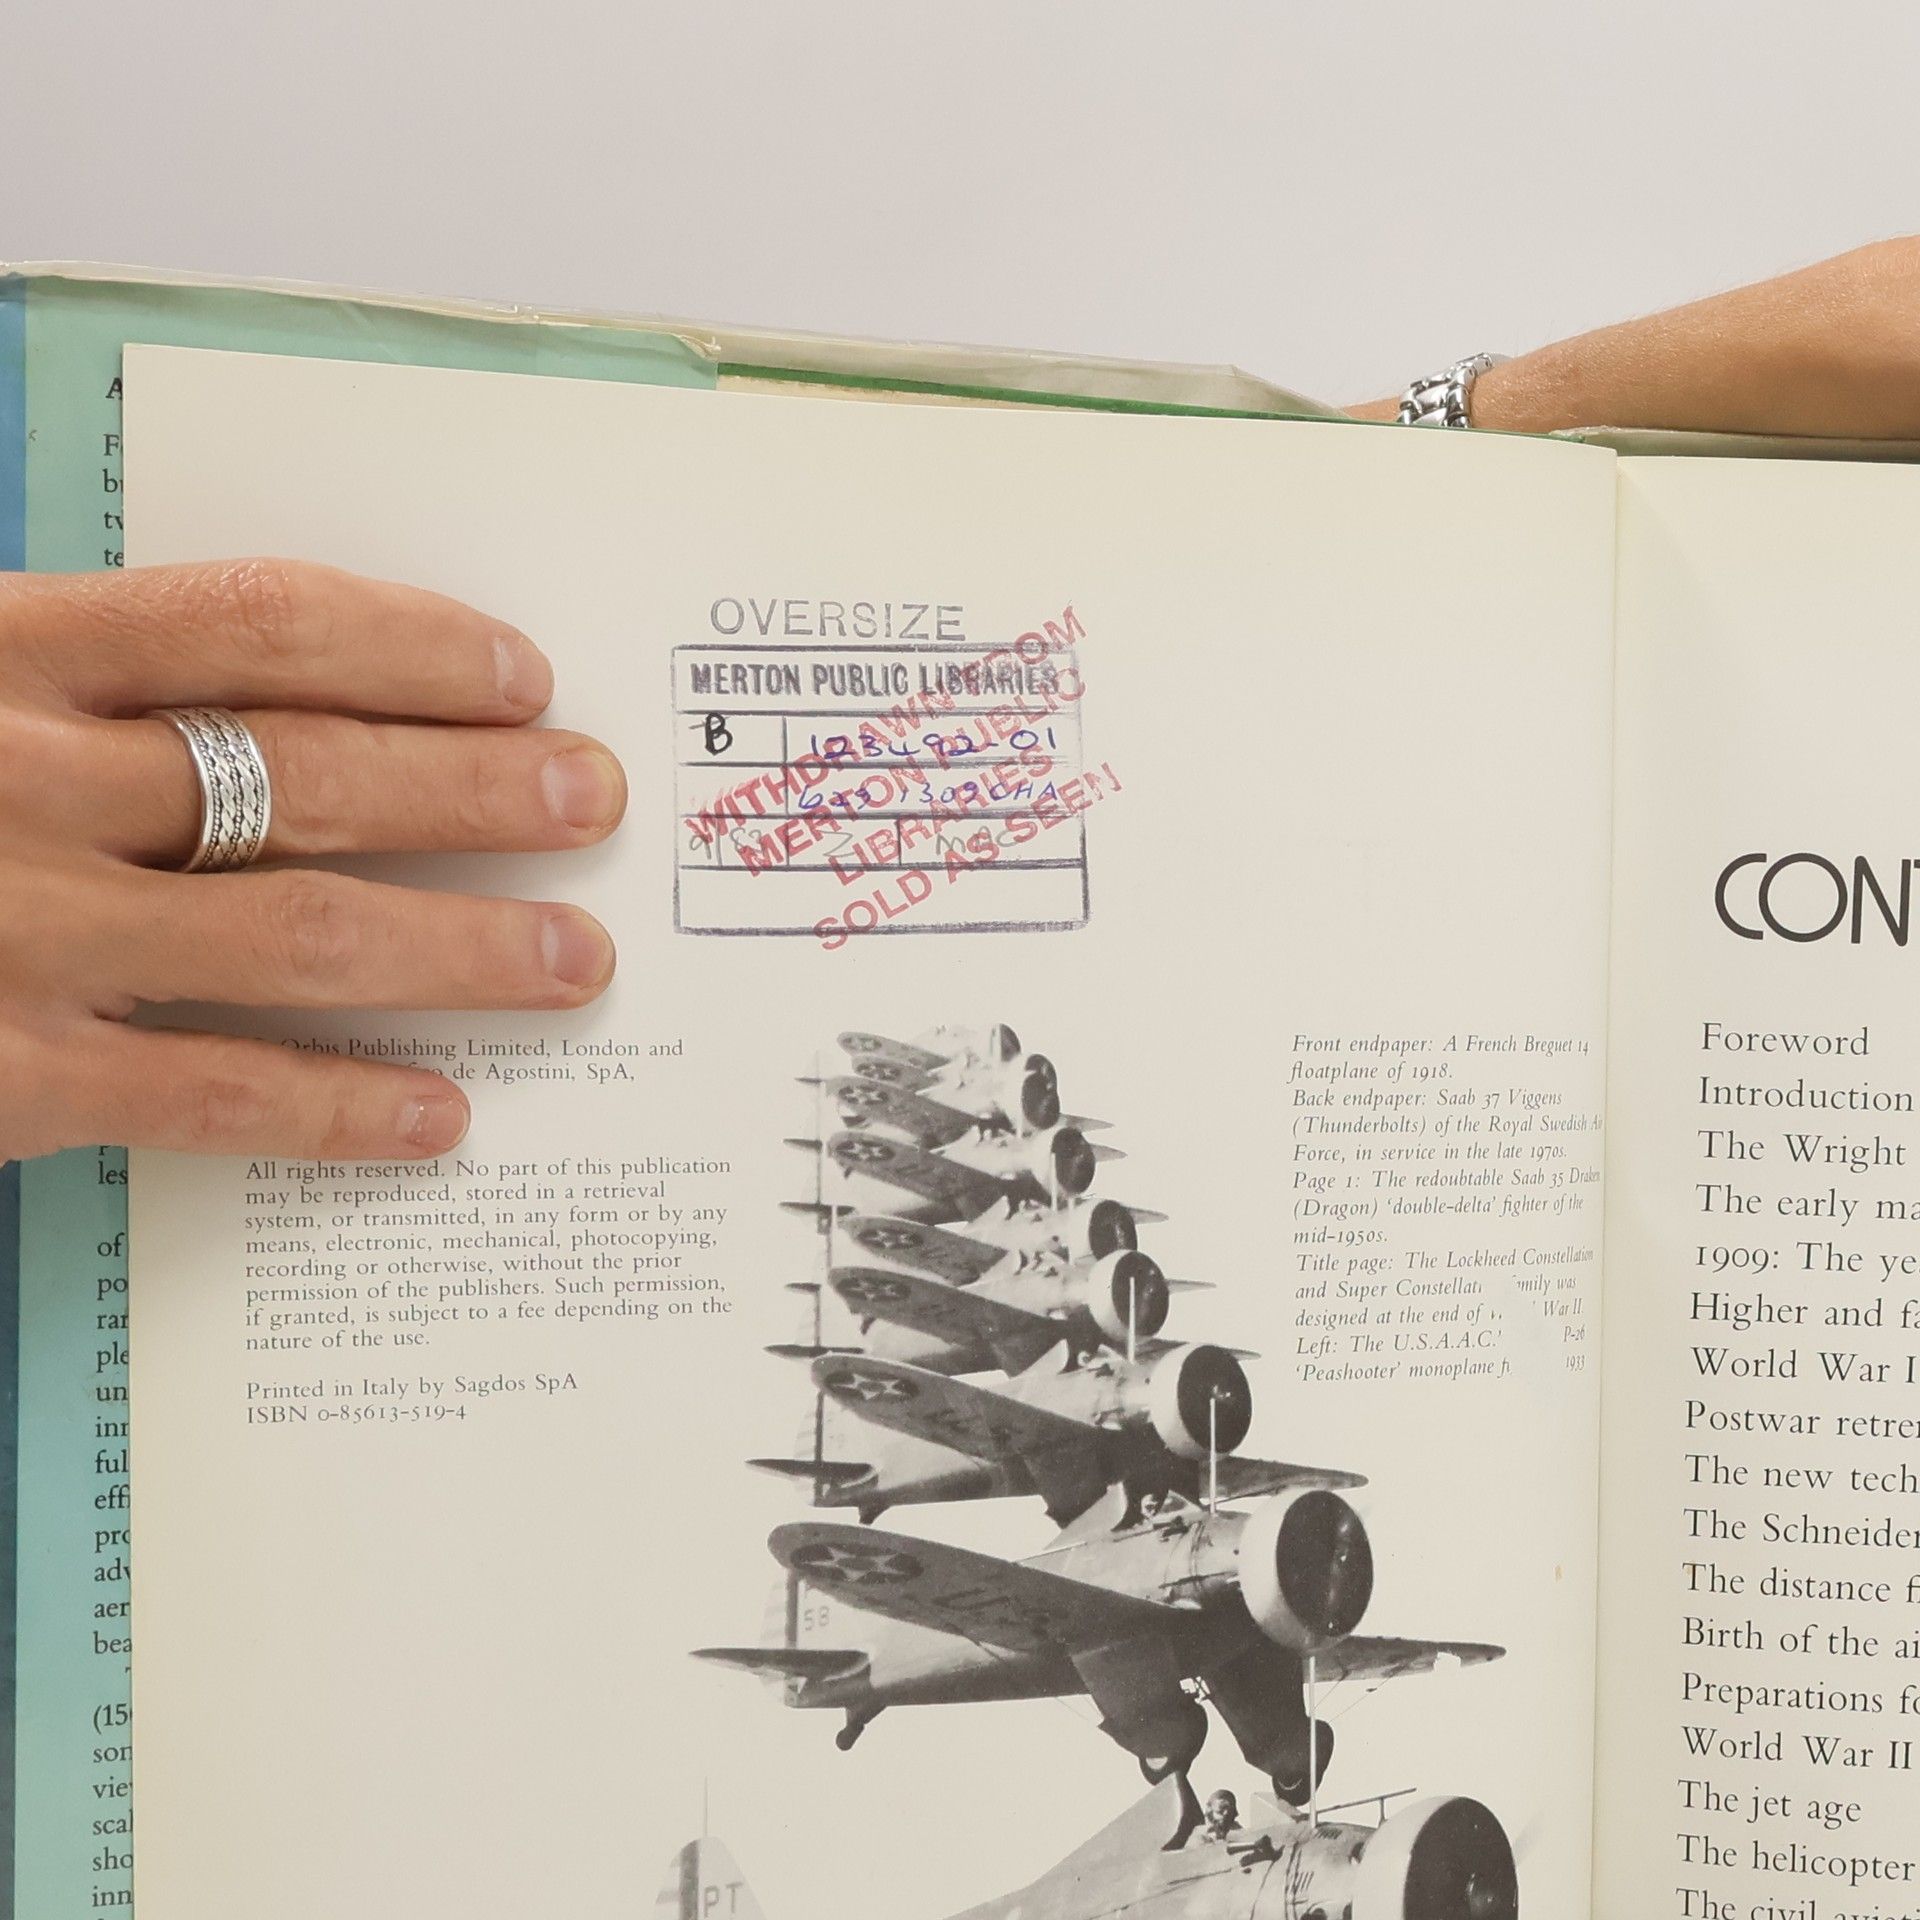 OVERSIZE
MERTON PUBLIC LIBRARIES
B 123492-01
WITHDRAWN FROM
MERTON PUBLIC
LIBRARIES
SOLD AS SEEN
Orbis Publishing Limited, London and
de Agostini, SpA,
All rights reserved. No part of this publication
may be reproduced, stored in a retrieval
system, or transmitted, in any form or by any
means, electronic, mechanical, photocopying,
recording or otherwise, without the prior
permission of the publishers. Such permission,
if granted, is subject to a fee depending on the
nature of the use.
Printed in Italy by Sagdos SpA
ISBN 0-85613-519-4
Front endpaper: A French Breguet 14
floatplane of 1918.
Back endpaper: Saab 37 Viggens
(Thunderbolts) of the Royal Swedish Air
Force, in service in the late 1970s.
Page 1: The redoubtable Saab 35 Draken
(Dragon) ‘double-delta’ fighter of the
mid-1950s.
Title page: The Lockheed Constellation
and Super Constellati family was
designed at the end of War II.
Left: The U.S.A.A.C.' P-26
‘Peashooter’ monoplane 1933
58
PT
CONT
Foreword
Introduction
The Wright
The early ma
1909: The ye
Higher and fa
World War I
Postwar retre
The new tech
The Schneider
The distance f
Birth of the ai
Preparations fo
World War II
The jet age
The helicopter
The civil aviati